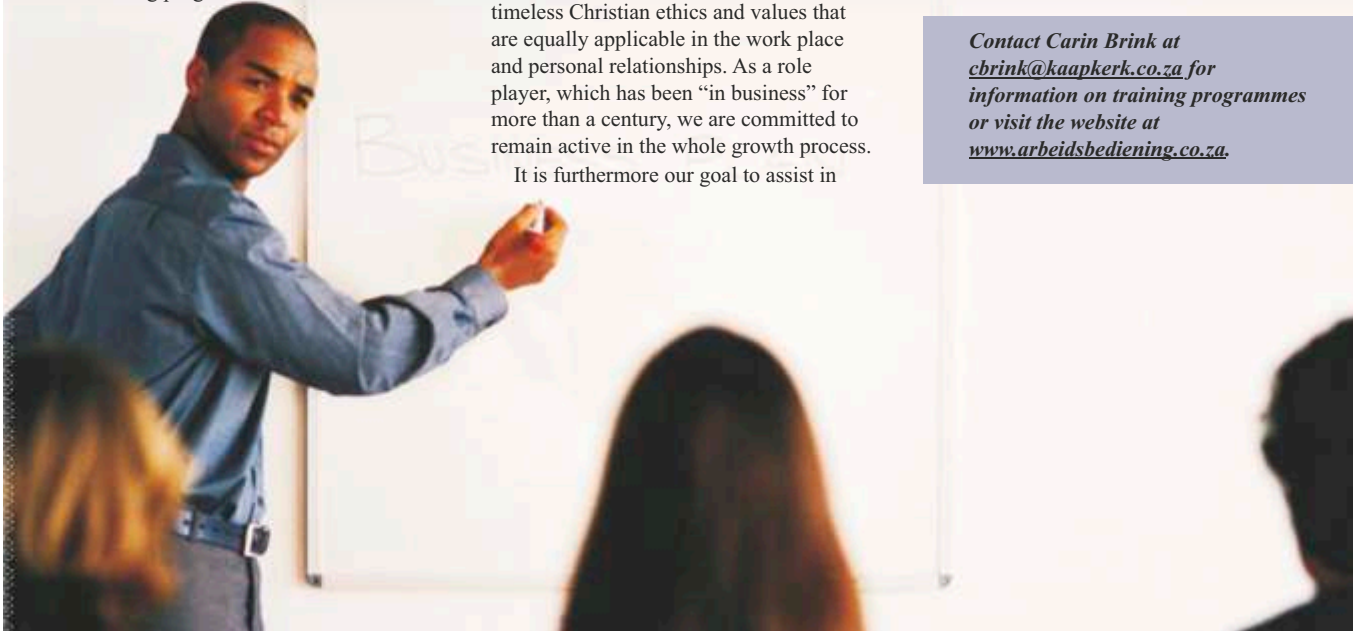 timeless Christian ethics and values that
are equally applicable in the work place
and personal relationships. As a role
player, which has been “in business” for
more than a century, we are committed to
remain active in the whole growth process.
It is furthermore our goal to assist in
Contact Carin Brink at
cbrink@kaapkerk.co.za for
information on training programmes
or visit the website at
www.arbeidsbediening.co.za.
Business